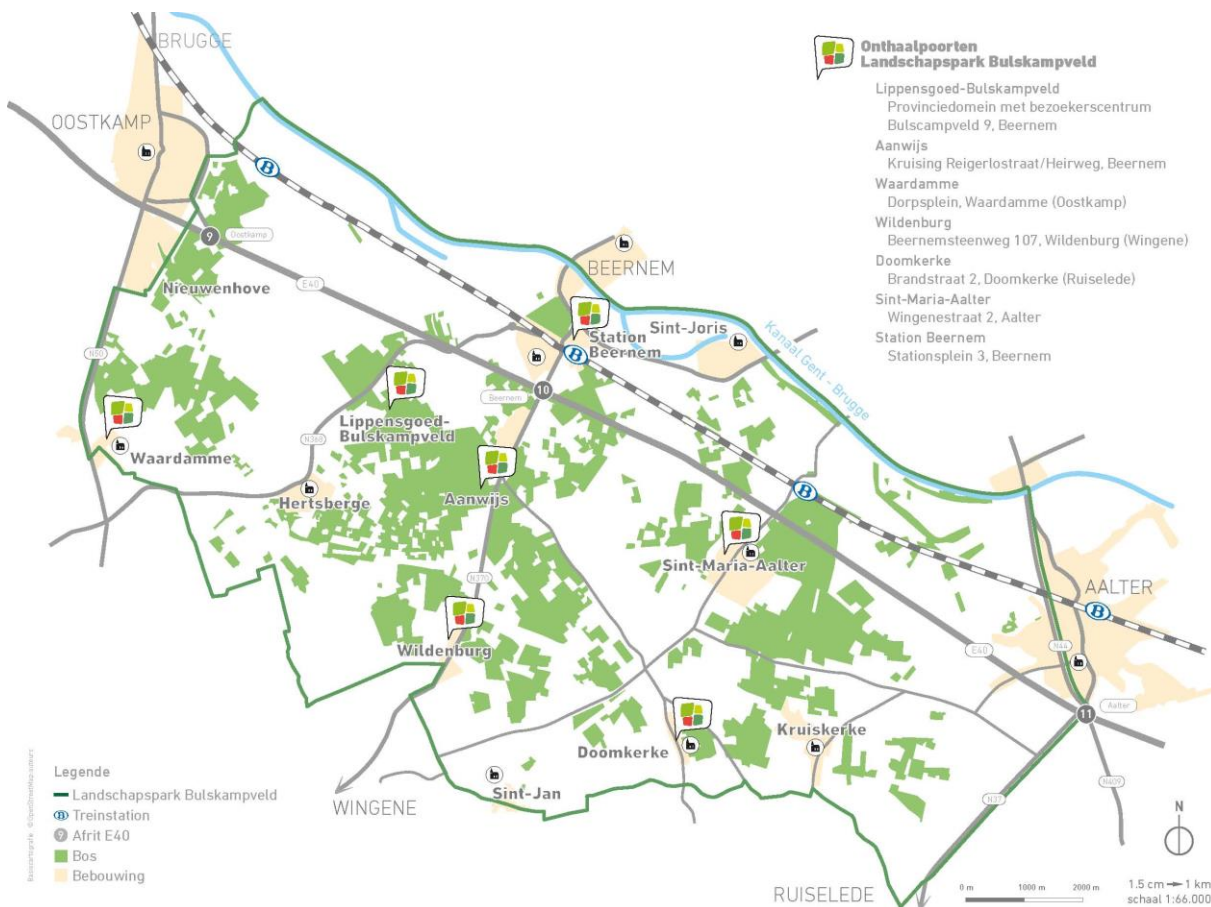 BRUGGE
OOSTKAMP
9
Oostkamp
E40
Nieuwenhove
BEERNEM
Station
Beernem
Sint-Joris
Kanaal Gent - Brugge
N50
10
Beernem
Lippensgoed-
Bulskampveld
Waardamme
N368
Hertsberge
Aanwijs
Sint-Maria-Aalter
N370
Wildenburg
AALTER
N44
E40
11
Aalter
Doomkerke
Kruiskerke
Sint-Jan
WINGENE
N37
N409
RUISELEDE
B
B
B
B
Onthaalpoorten
Landschapspark Bulskampveld
Lippensgoed-Bulskampveld
Provinciedomein met bezoekerscentrum
Bulscampveld 9, Beernem
Aanwijs
Kruising Reigerlostraat/Heirweg, Beernem
Waardamme
Dorpsplein, Waardamme (Oostkamp)
Wildenburg
Beernemsteenweg 107, Wildenburg (Wingene)
Doomkerke
Brandstraat 2, Doomkerke (Ruiselede)
Sint-Maria-Aalter
Wingenestraat 2, Aalter
Station Beernem
Stationsplein 3, Beernem
Legende
Landschapspark Bulskampveld
B Treinstation
9 Afrit E40
Bos
Bebouwing
N
0 m 1000 m 2000 m
1.5 cm → 1 km
schaal 1:66.000